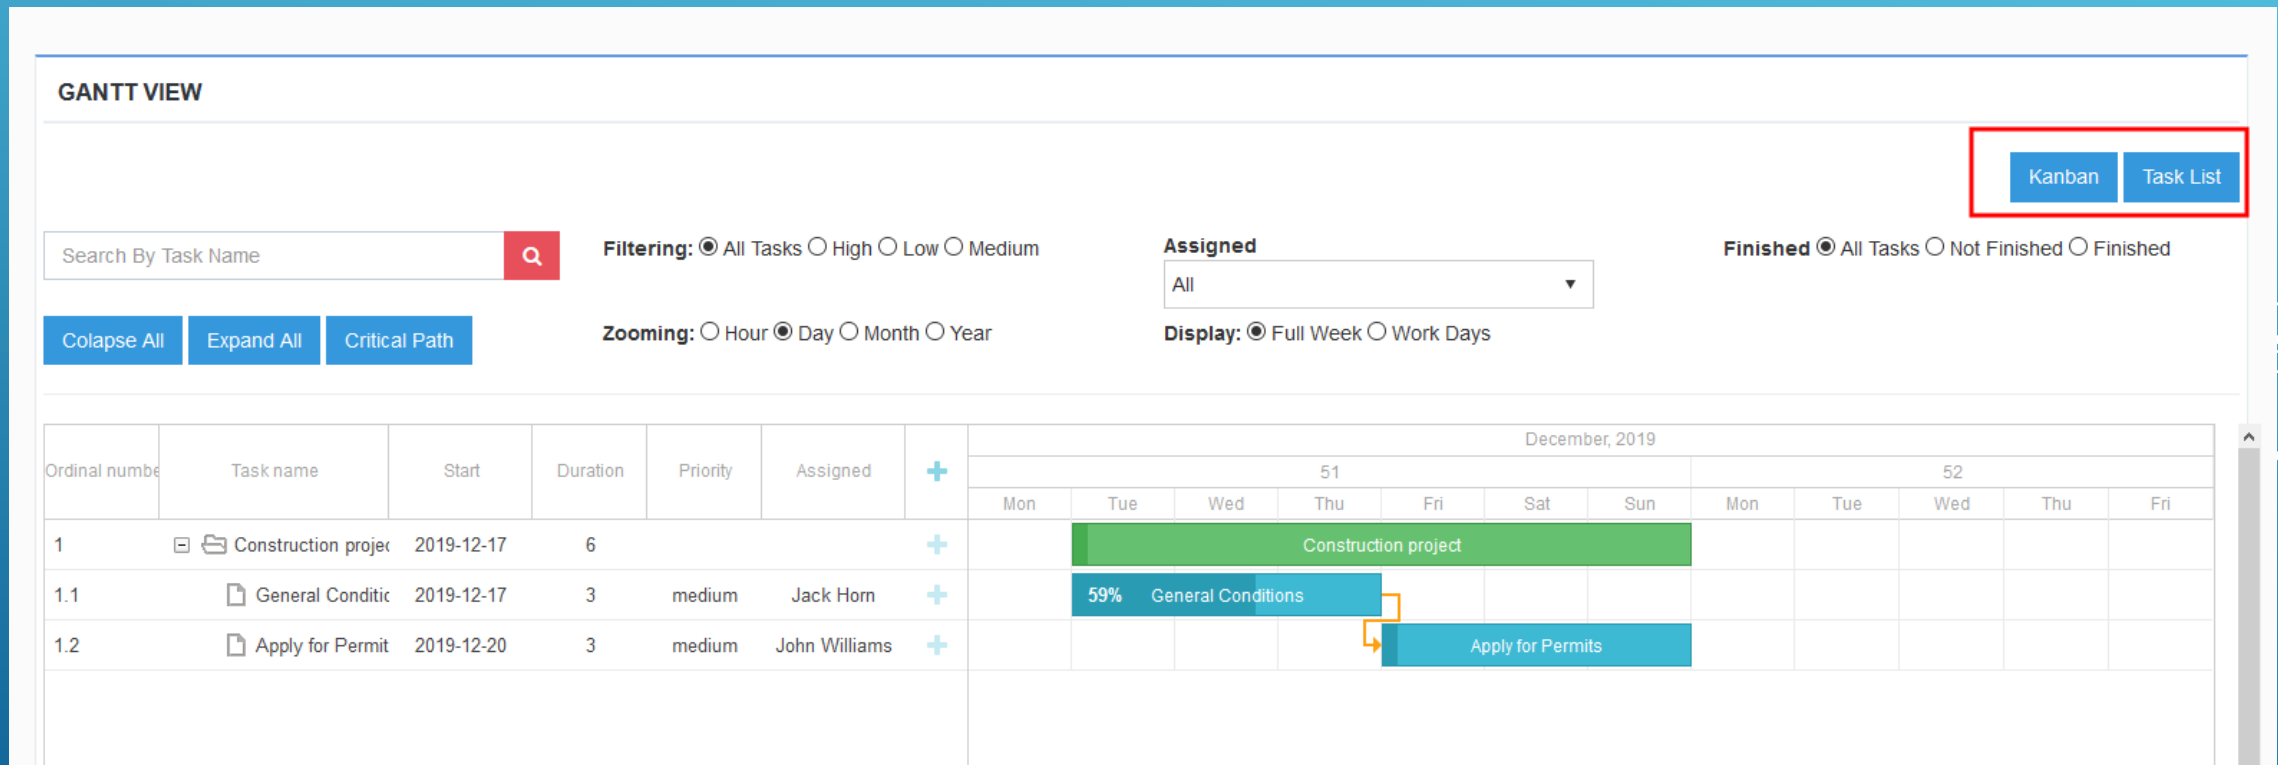 GANTT VIEW
Kanban Task List
Search By Task Name
Filtering: All Tasks High Low Medium
Assigned
All
Finished All Tasks Not Finished Finished
Colapse All Expand All Critical Path
Zooming: Hour Day Month Year
Display: Full Week Work Days
Ordinal numbe Task name Start Duration Priority Assigned
December, 2019
51 52
Mon Tue Wed Thu Fri Sat Sun Mon Tue Wed Thu Fri
1 Construction projec 2019-12-17 6 Construction project
1.1 General Conditic 2019-12-17 3 medium Jack Horn 59% General Conditions
1.2 Apply for Permit 2019-12-20 3 medium John Williams Apply for Permits